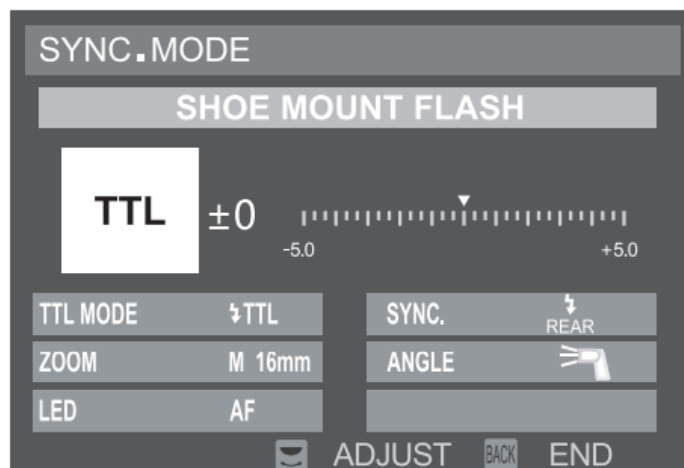 SYNC.MODE
SHOE MOUNT FLASH
TTL ±0
-5.0 +5.0
TTL MODE TTL SYNC. REAR
ZOOM M 16mm ANGLE
LED AF
ADJUST BACK END